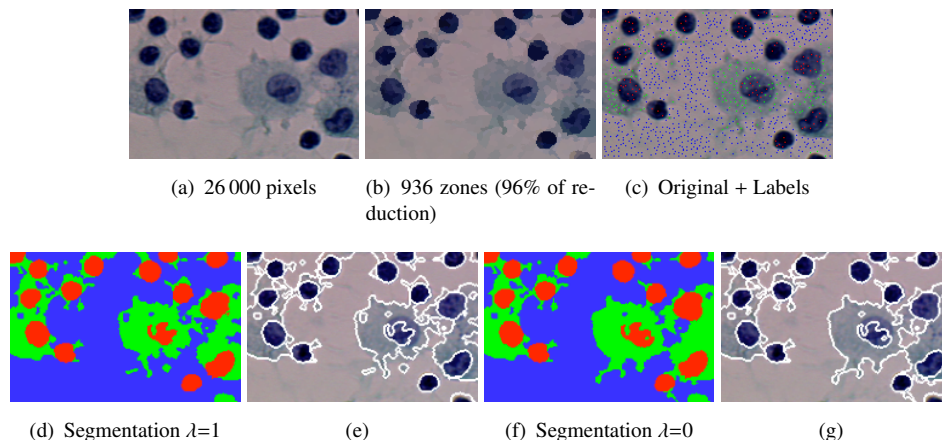 (a) 26 000 pixels
(b) 936 zones (96% of re-
duction)
(c) Original + Labels
(d) Segmentation λ=1
(e)
(f) Segmentation λ=0
(g)